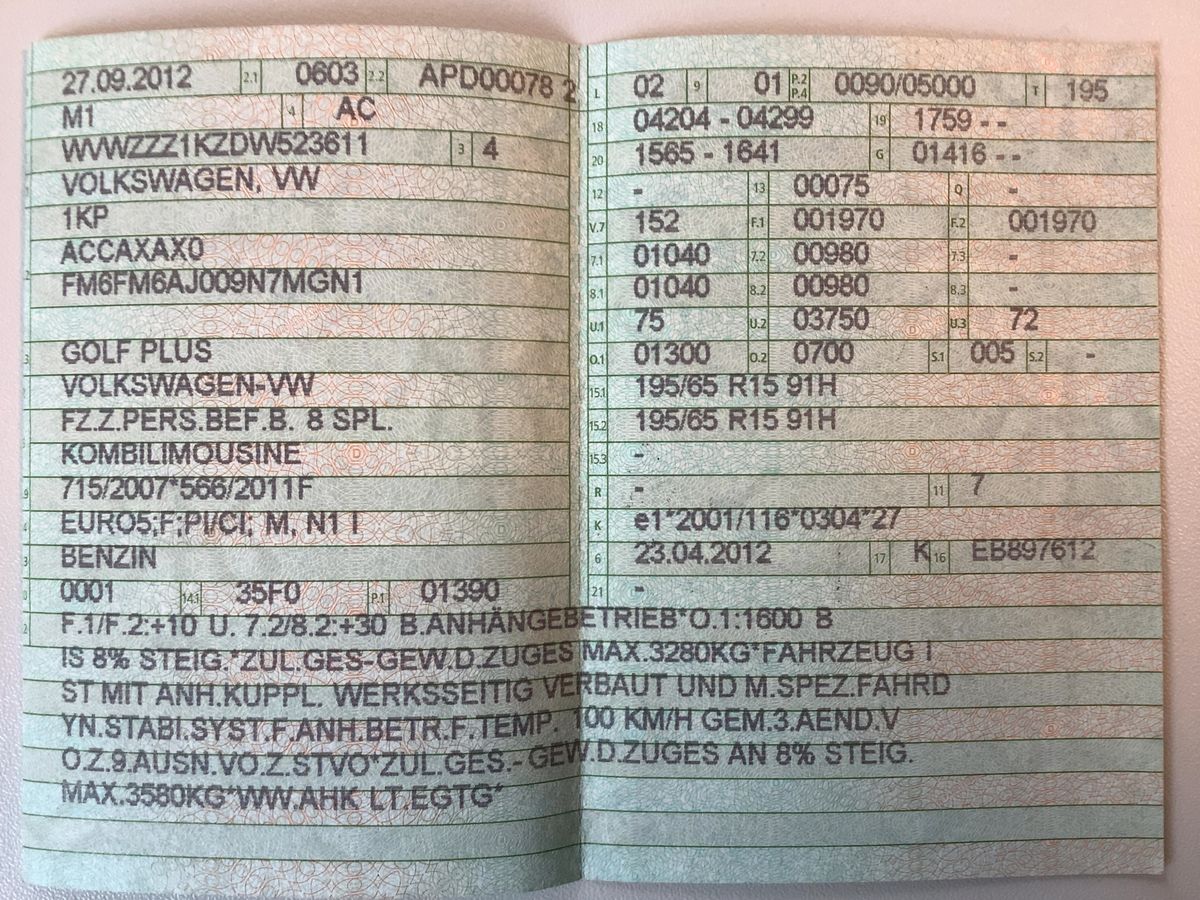 27.09.2012 2.1 0603 2.2 APD00078 2
M1 4 AC
WVWZZZ1KZDW523611 3 4
VOLKSWAGEN, VW
1KP
ACCAXAX0
FM6FM6AJ009N7MGN1
GOLF PLUS
VOLKSWAGEN-VW
FZ.Z.PERS.BEF.B. 8 SPL.
KOMBILIMOUSINE
715/2007*566/2011F
EURO5;F;PI/CI; M, N1 I
BENZIN
0001 14.1 35F0 P.1 01390
L 02 9 01 P.2 P.4 0090/05000 T 195
18 04204 - 04299 19 1759 - -
20 1565 - 1641 G 01416 - -
12 - 13 00075 Q -
V.7 152 F.1 001970 F.2 001970
7.1 01040 7.2 00980 7.3 -
8.1 01040 8.2 00980 8.3 -
U.1 75 U.2 03750 U.3 72
O.1 01300 O.2 0700 S.1 005 S.2 -
15.1 195/65 R15 91H
15.2 195/65 R15 91H
15.3 -
R - 11 7
K e1*2001/116*0304*27
6 23.04.2012 17 K 16 EB897612
21 -
F.1/F.2:+10 U. 7.2/8.2:+30 B.ANHÄNGEBETRIEB*O.1:1600 B
IS 8% STEIG.*ZUL.GES-GEW.D.ZUGES MAX.3280KG*FAHRZEUG I
ST MIT ANH.KUPPL. WERKSSEITIG VERBAUT UND M.SPEZ.FAHRD
YN.STABI.SYST.F.ANH.BETR.F.TEMP. 100 KM/H GEM.3.AEND.V
O.Z.9.AUSN.VO.Z.STVO*ZUL.GES.-GEW.D.ZUGES AN 8% STEIG.
MAX.3580KG*WW.AHK LT.EGTG*